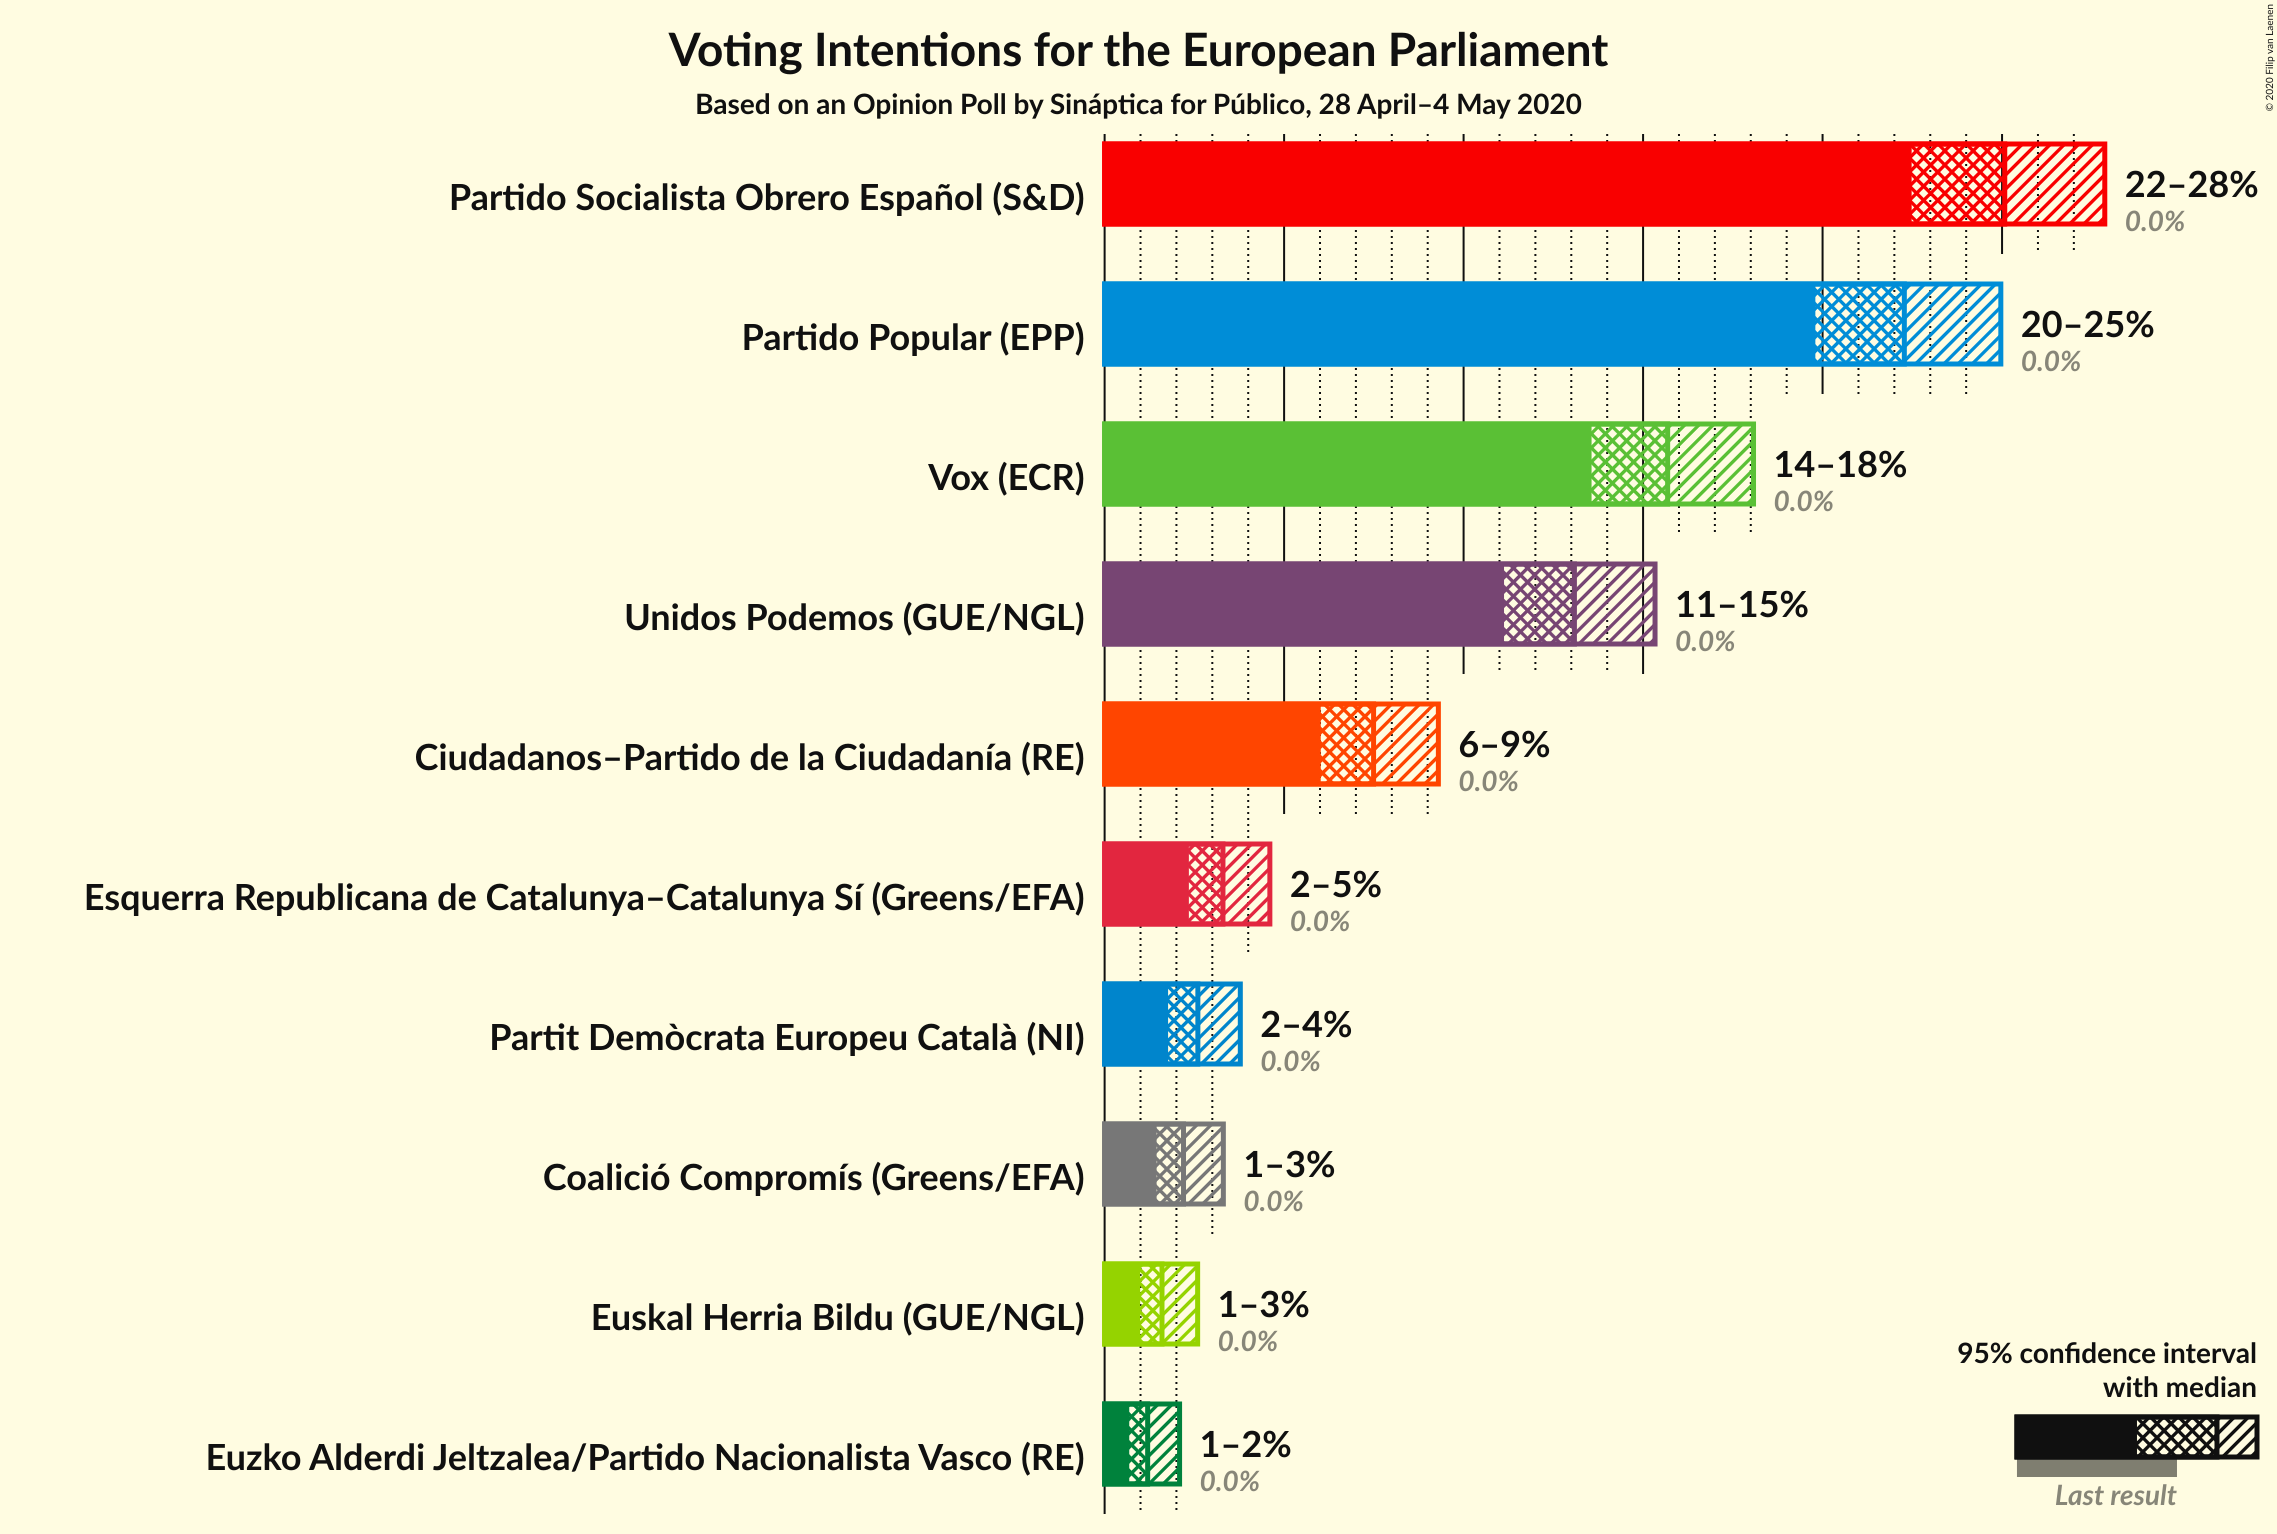 Voting Intentions for the European Parliament
Based on an Opinion Poll by Sináptica for Público, 28 April–4 May 2020
© 2020 Filip van Laenen
Partido Socialista Obrero Español (S&D)
22–28%
0.0%
Partido Popular (EPP)
20–25%
0.0%
Vox (ECR)
14–18%
0.0%
Unidos Podemos (GUE/NGL)
11–15%
0.0%
Ciudadanos–Partido de la Ciudadanía (RE)
6–9%
0.0%
Esquerra Republicana de Catalunya–Catalunya Sí (Greens/EFA)
2–5%
0.0%
Partit Demòcrata Europeu Català (NI)
2–4%
0.0%
Coalició Compromís (Greens/EFA)
1–3%
0.0%
Euskal Herria Bildu (GUE/NGL)
1–3%
0.0%
Euzko Alderdi Jeltzalea/Partido Nacionalista Vasco (RE)
1–2%
0.0%
95% confidence interval
with median
Last result